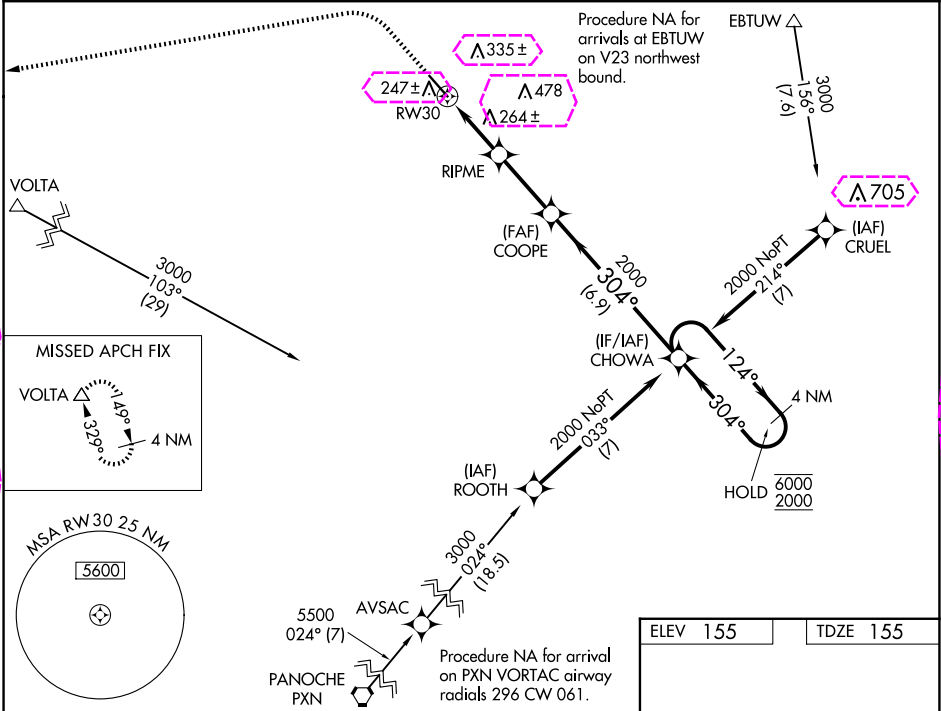 Procedure NA for
arrivals at EBTUW
on V23 northwest
bound.
EBTUW
335 ±
247 ±
478
264 ±
RW30
3000
156°
(7.6)
RIPME
VOLTA
705
(IAF)
CRUEL
(FAF)
COOPE
2000 NoPT
214°
(7)
2000
304°
(6.9)
3000
103°
(29)
(IF/IAF)
CHOWA
124°
304°
4 NM
HOLD
6000
2000
MISSED APCH FIX
VOLTA
149°
329°
4 NM
2000 NoPT
033°
(7)
(IAF)
ROOTH
MSA RW30 25 NM
5600
3000
024°
(18.5)
AVSAC
5500
024° (7)
PANOCHE
PXN
Procedure NA for arrival
on PXN VORTAC airway
radials 296 CW 061.
ELEV 155
TDZE 155